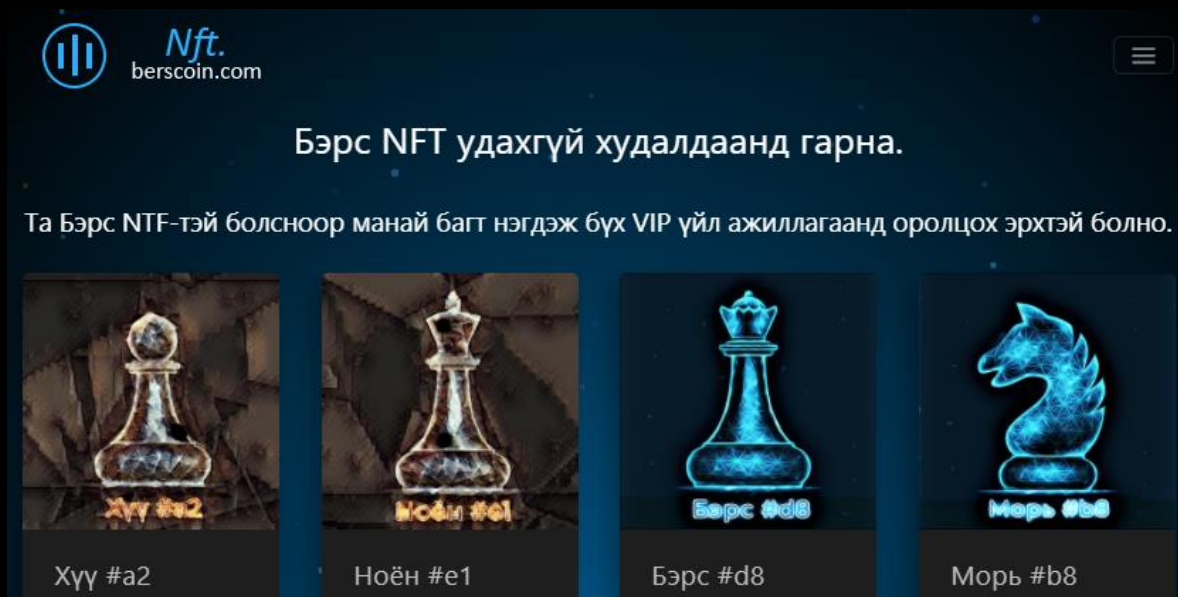 Nft.
berscoin.com
Бэрс NFT удахгүй худалдаанд гарна.
Та Бэрс NTF-тэй болсноор манай багт нэгдэж бүх VIP үйл ажиллагаанд оролцох эрхтэй болно.
Хүү #a2
Ноён #e1
Бэрс #d8
Морь #b8
Хүү #a2
Ноён #e1
Бэрс #d8
Морь #b8